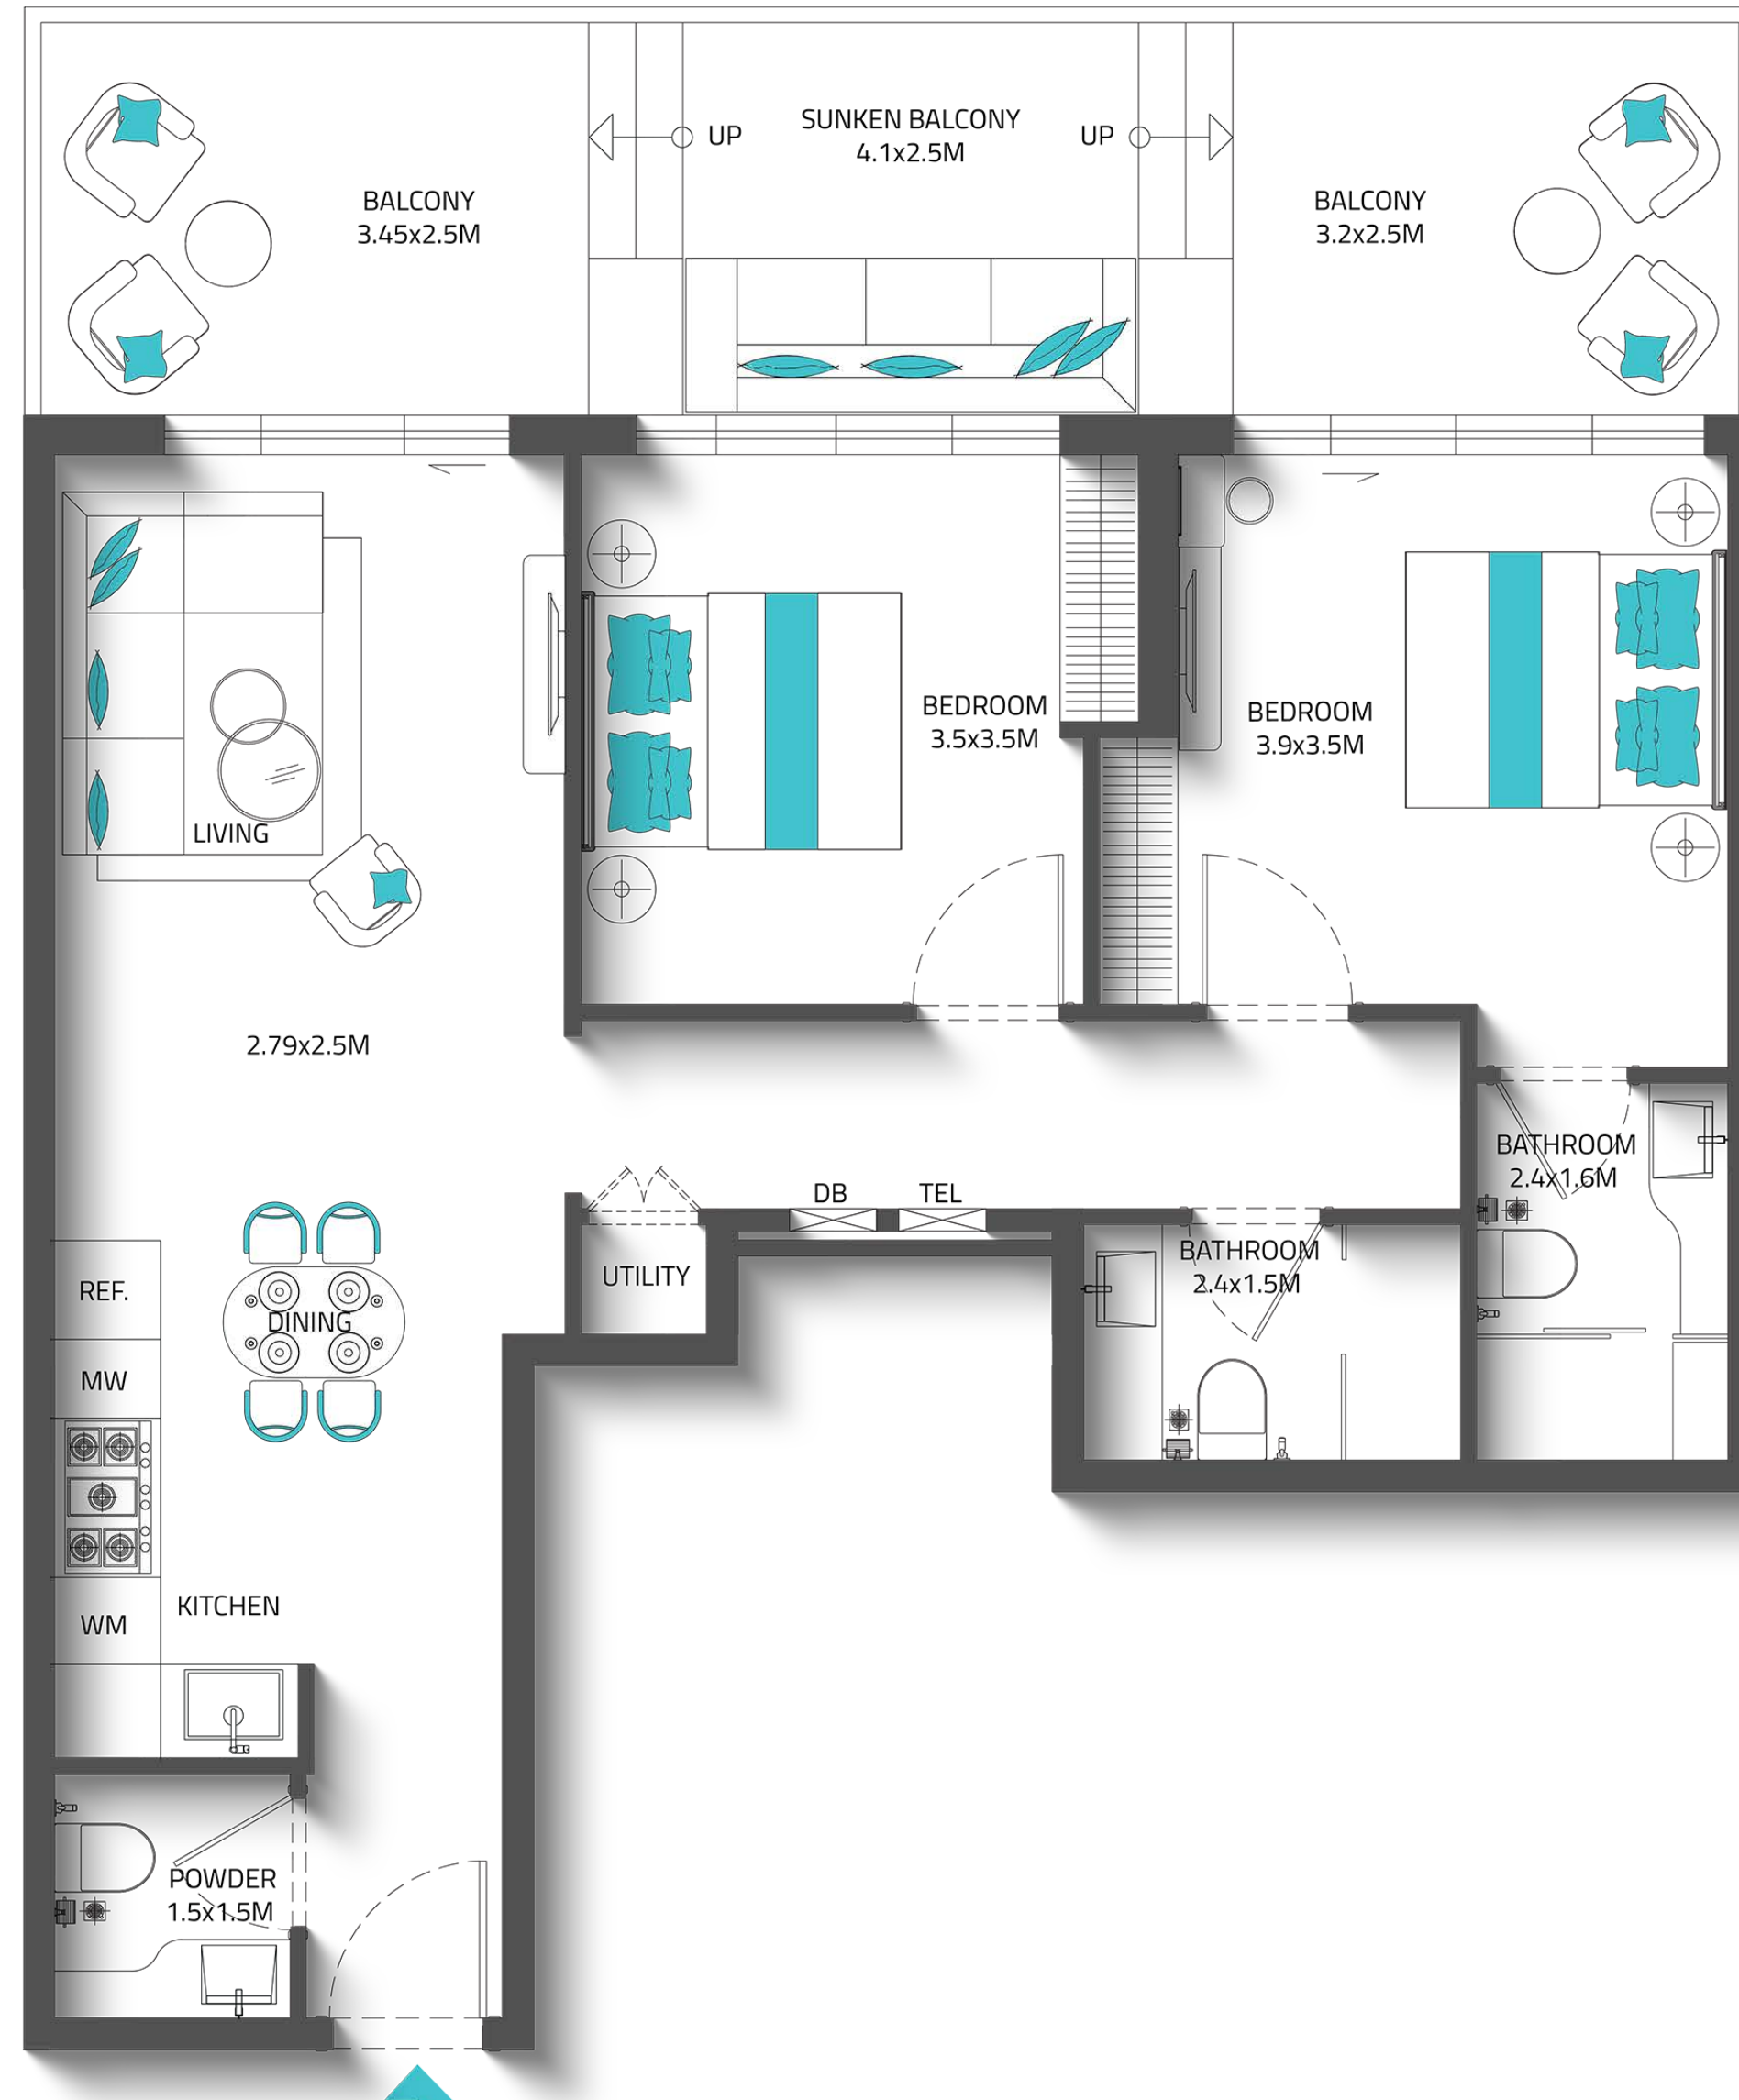 SUNKEN BALCONY
4.1x2.5M
UP
UP
BALCONY
3.45x2.5M
BALCONY
3.2x2.5M
BEDROOM
3.5x3.5M
BEDROOM
3.9x3.5M
LIVING
2.79x2.5M
BATHROOM
2.4x1.6M
DB
TEL
BATHROOM
2.4x1.5M
UTILITY
REF.
DINING
MW
KITCHEN
WM
POWDER
1.5x1.5M